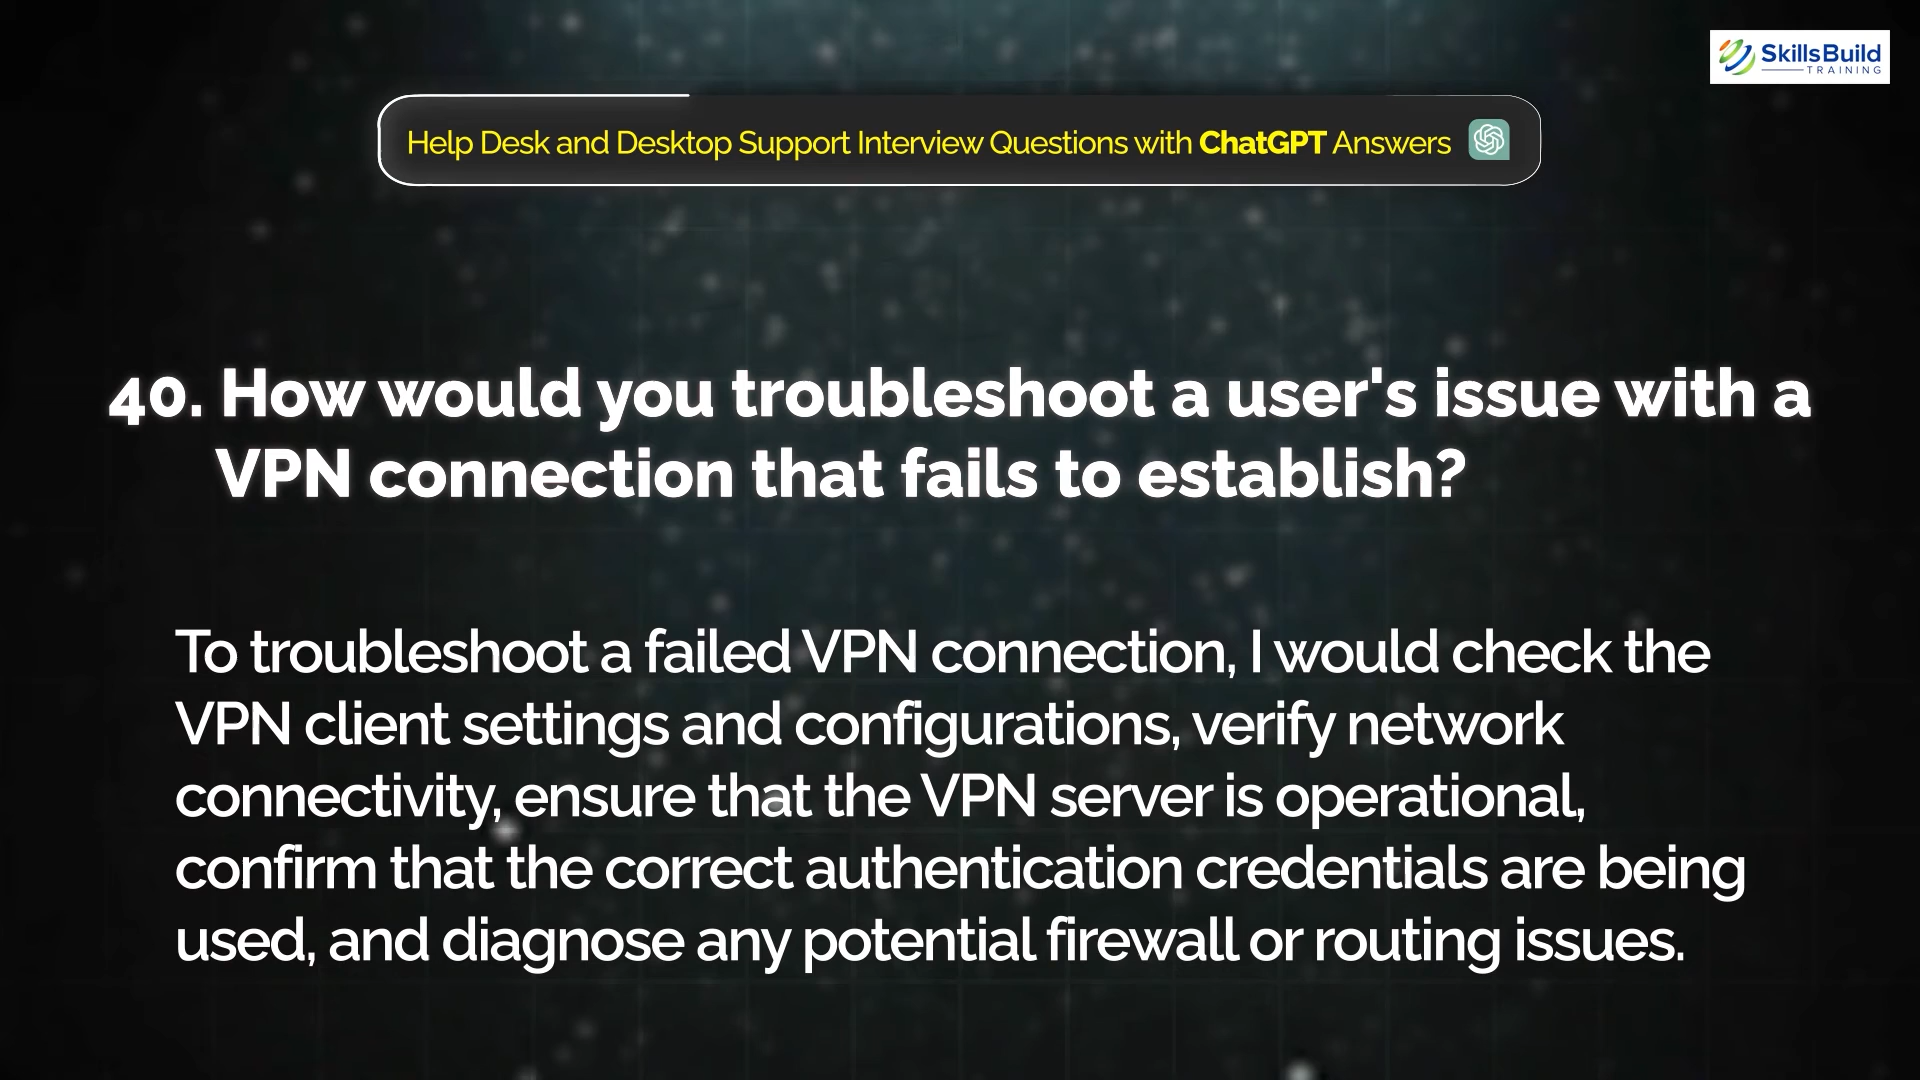 SkillsBuild
TRAINING
Help Desk and Desktop Support Interview Questions with ChatGPT Answers
40. How would you troubleshoot a user's issue with a
VPN connection that fails to establish?
To troubleshoot a failed VPN connection, I would check the
VPN client settings and configurations, verify network
connectivity, ensure that the VPN server is operational,
confirm that the correct authentication credentials are being
used, and diagnose any potential firewall or routing issues.